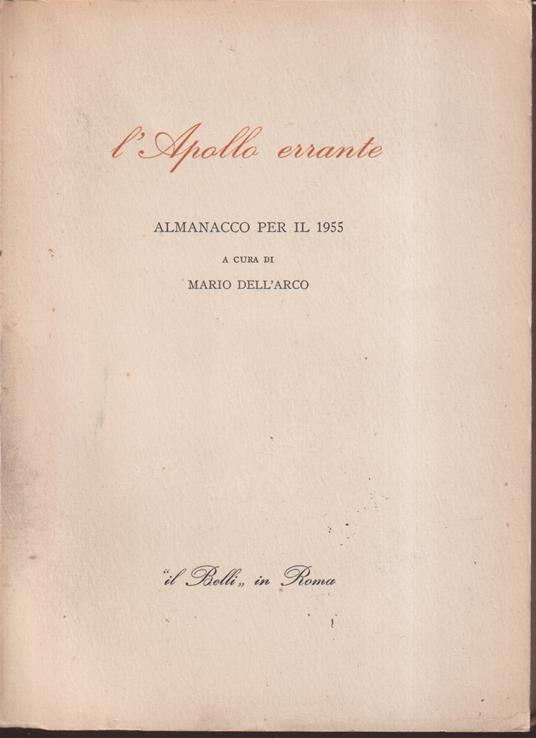 l'Apollo errante
ALMANACCO PER IL 1955
A CURA DI
MARIO DELL'ARCO
"il Belli„ in Roma